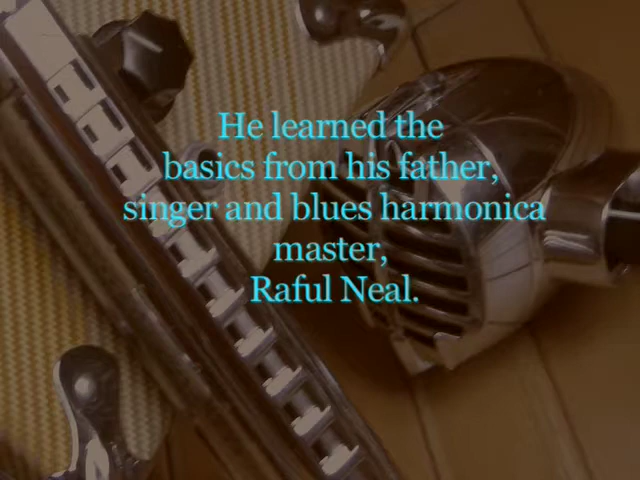 He learned the
basics from his father,
singer and blues harmonica
master,
Raful Neal.